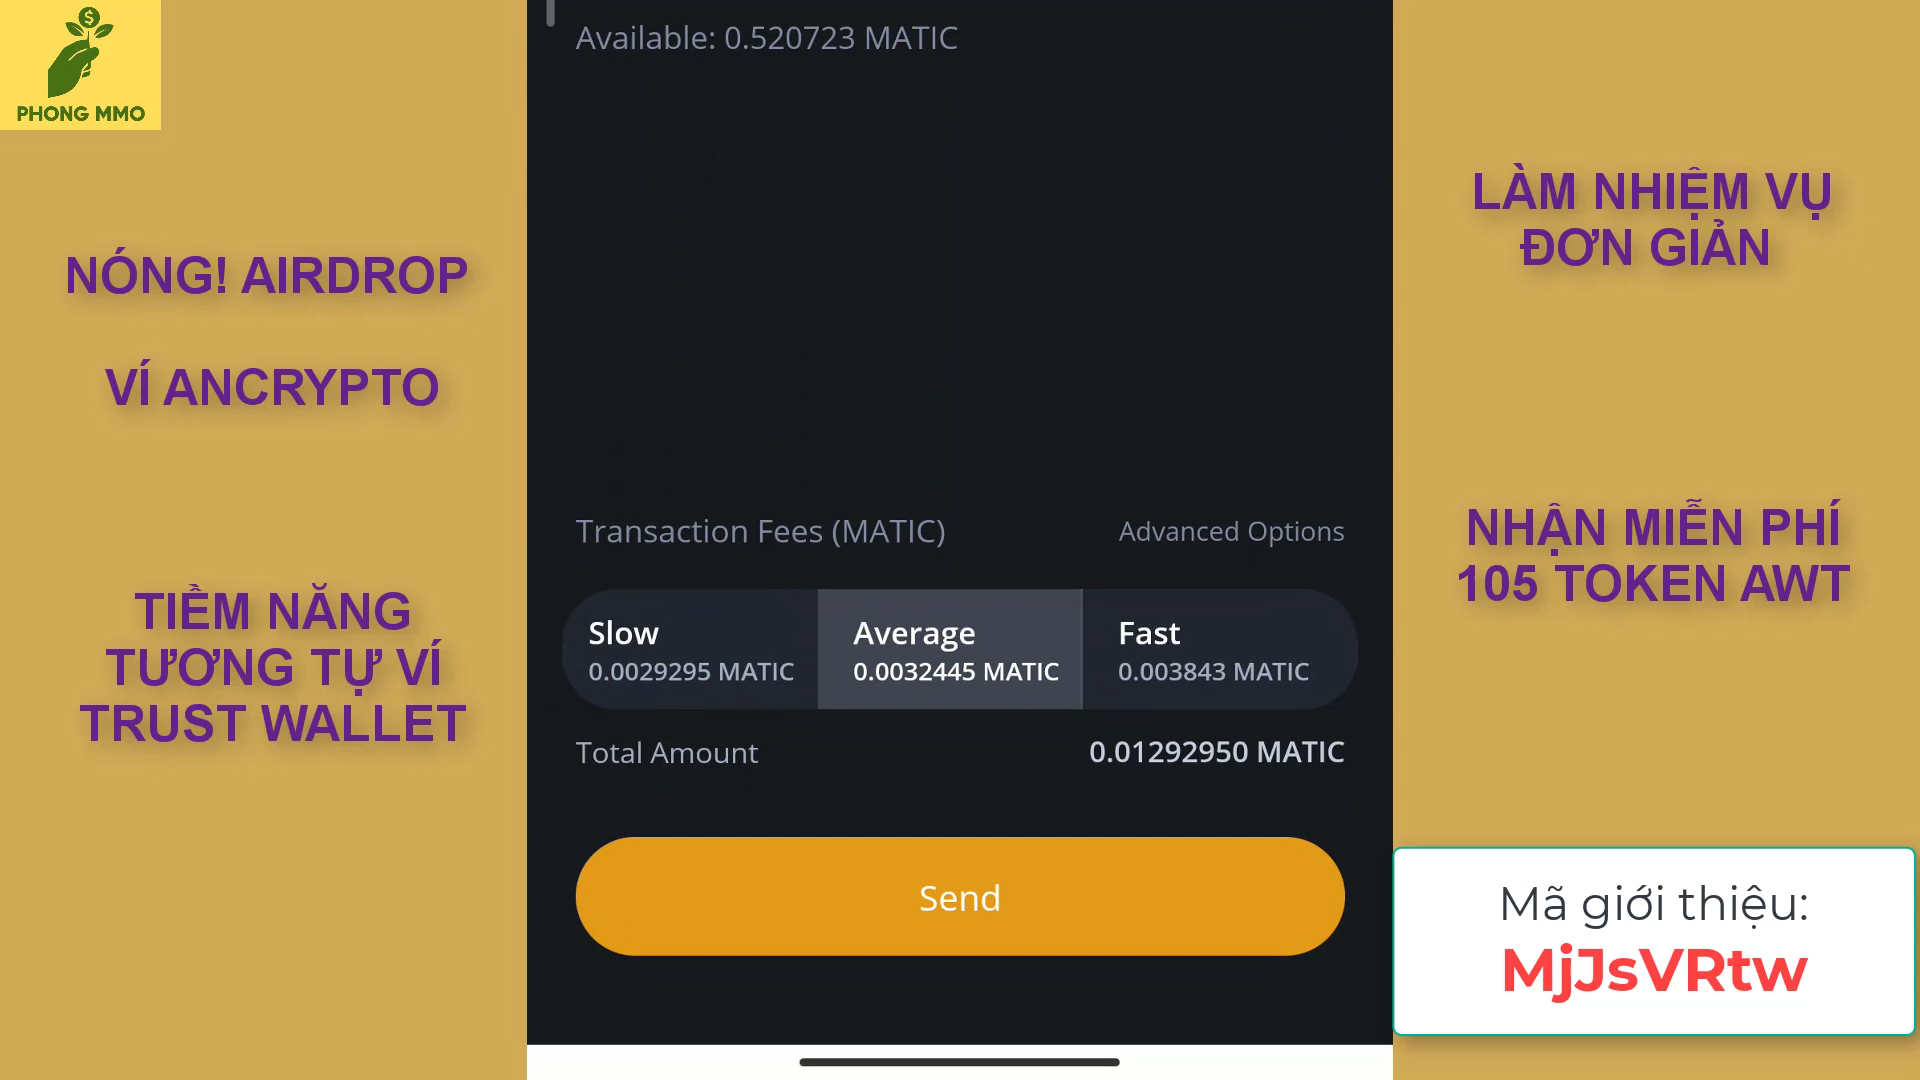 PHONG MMO
NÓNG! AIRDROP
VÍ ANCRYPTO
TIỀM NĂNG
TƯƠNG TỰ VÍ
TRUST WALLET
Available: 0.520723 MATIC
Transaction Fees (MATIC)
Advanced Options
Slow
0.0029295 MATIC
Average
0.0032445 MATIC
Fast
0.003843 MATIC
Total Amount
0.01292950 MATIC
Send
LÀM NHIỆM VỤ
ĐƠN GIẢN
NHẬN MIỄN PHÍ
105 TOKEN AWT
Mã giới thiệu:
MjJsVRtw